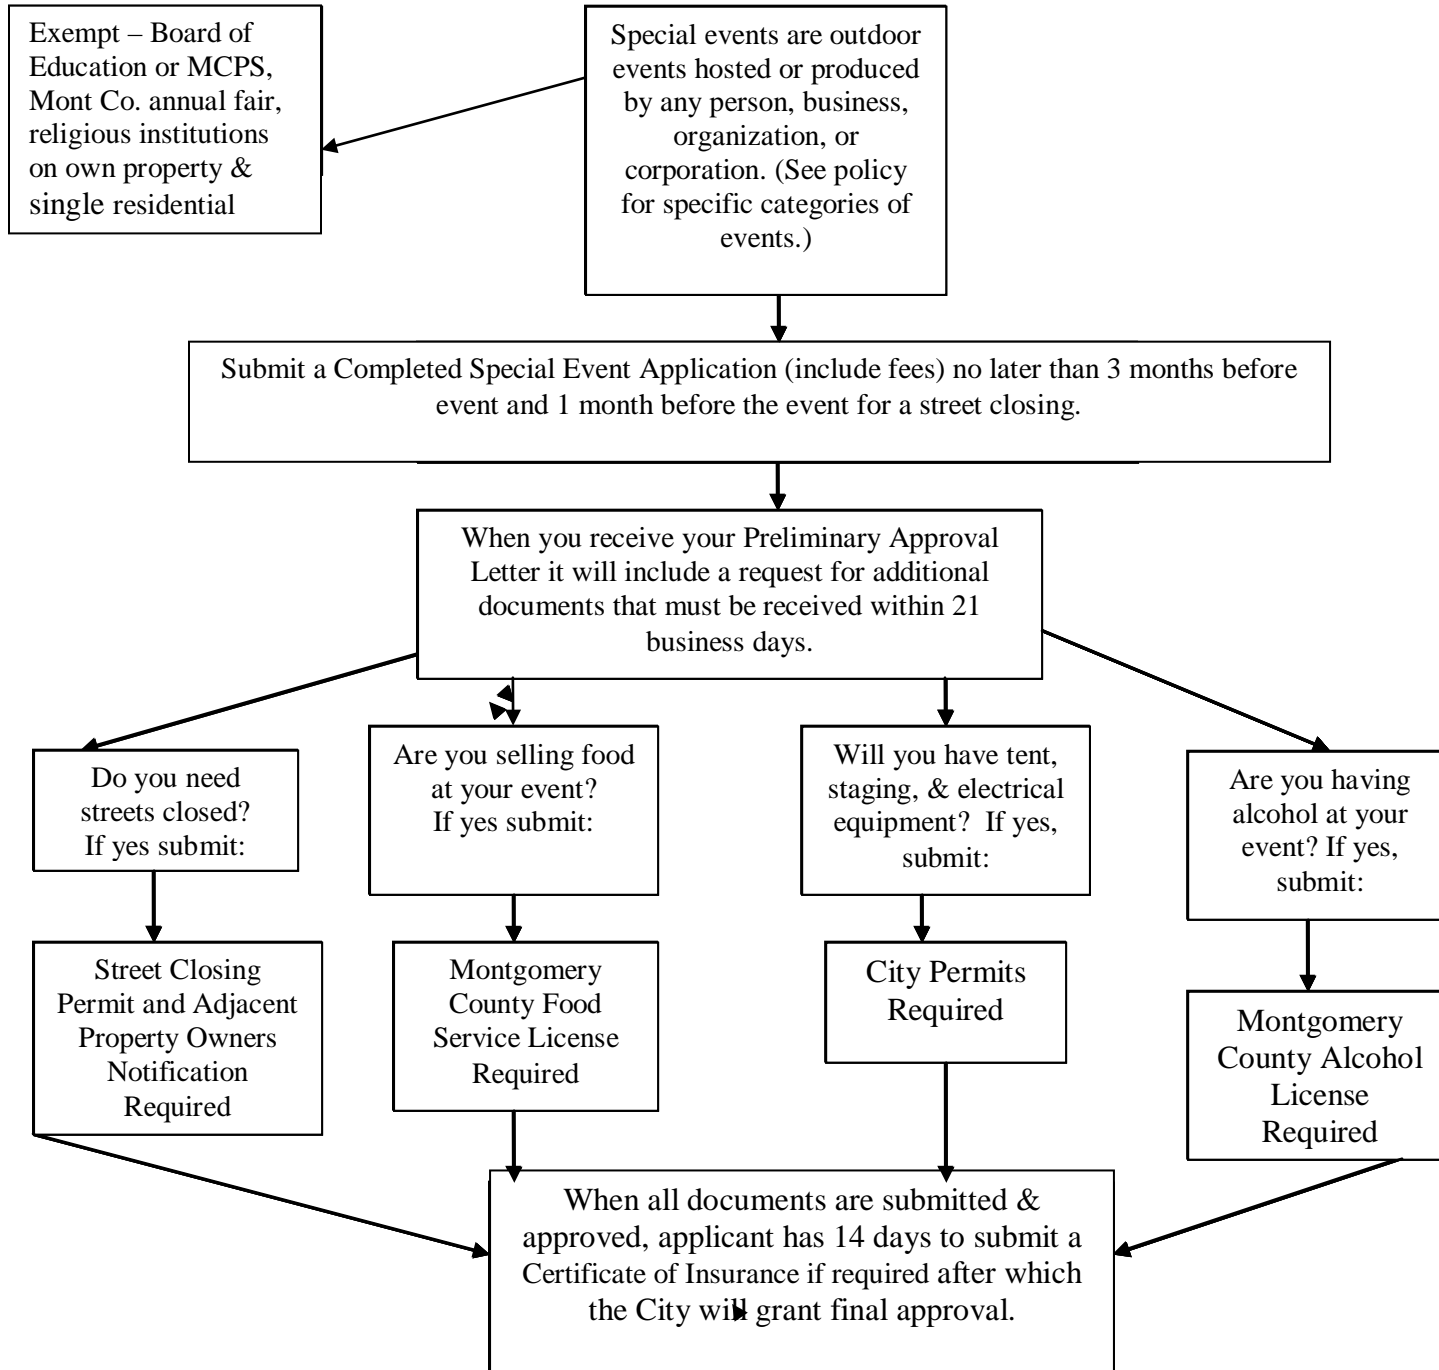 Exempt – Board of
Education or MCPS,
Mont Co. annual fair,
religious institutions
on own property &
single residential
Special events are outdoor
events hosted or produced
by any person, business,
organization, or
corporation. (See policy
for specific categories of
events.)
Submit a Completed Special Event Application (include fees) no later than 3 months before
event and 1 month before the event for a street closing.
When you receive your Preliminary Approval
Letter it will include a request for additional
documents that must be received within 21
business days.
Do you need
streets closed?
If yes submit:
Are you selling food
at your event?
If yes submit:
Will you have tent,
staging, & electrical
equipment?  If yes,
submit:
Are you having
alcohol at your
event? If yes,
submit:
Street Closing
Permit and Adjacent
Property Owners
Notification
Required
Montgomery
County Food
Service License
Required
City Permits
Required
Montgomery
County Alcohol
License
Required
When all documents are submitted &
approved, applicant has 14 days to submit a
Certificate of Insurance if required after which
the City will grant final approval.